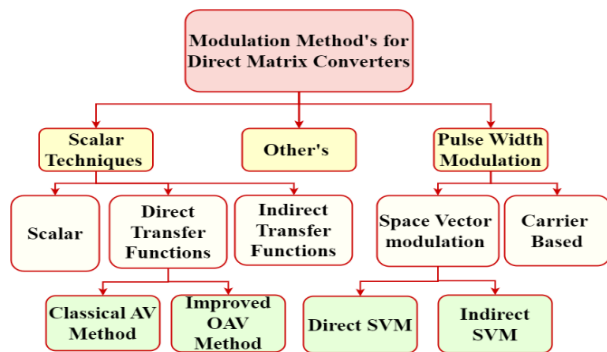 Modulation Method's for
Direct Matrix Converters
Scalar
Techniques
Other's
Pulse Width
Modulation
Scalar
Direct
Transfer
Functions
Indirect
Transfer
Functions
Space Vector
modulation
Carrier
Based
Classical AV
Method
Improved
OAV Method
Direct SVM
Indirect
SVM